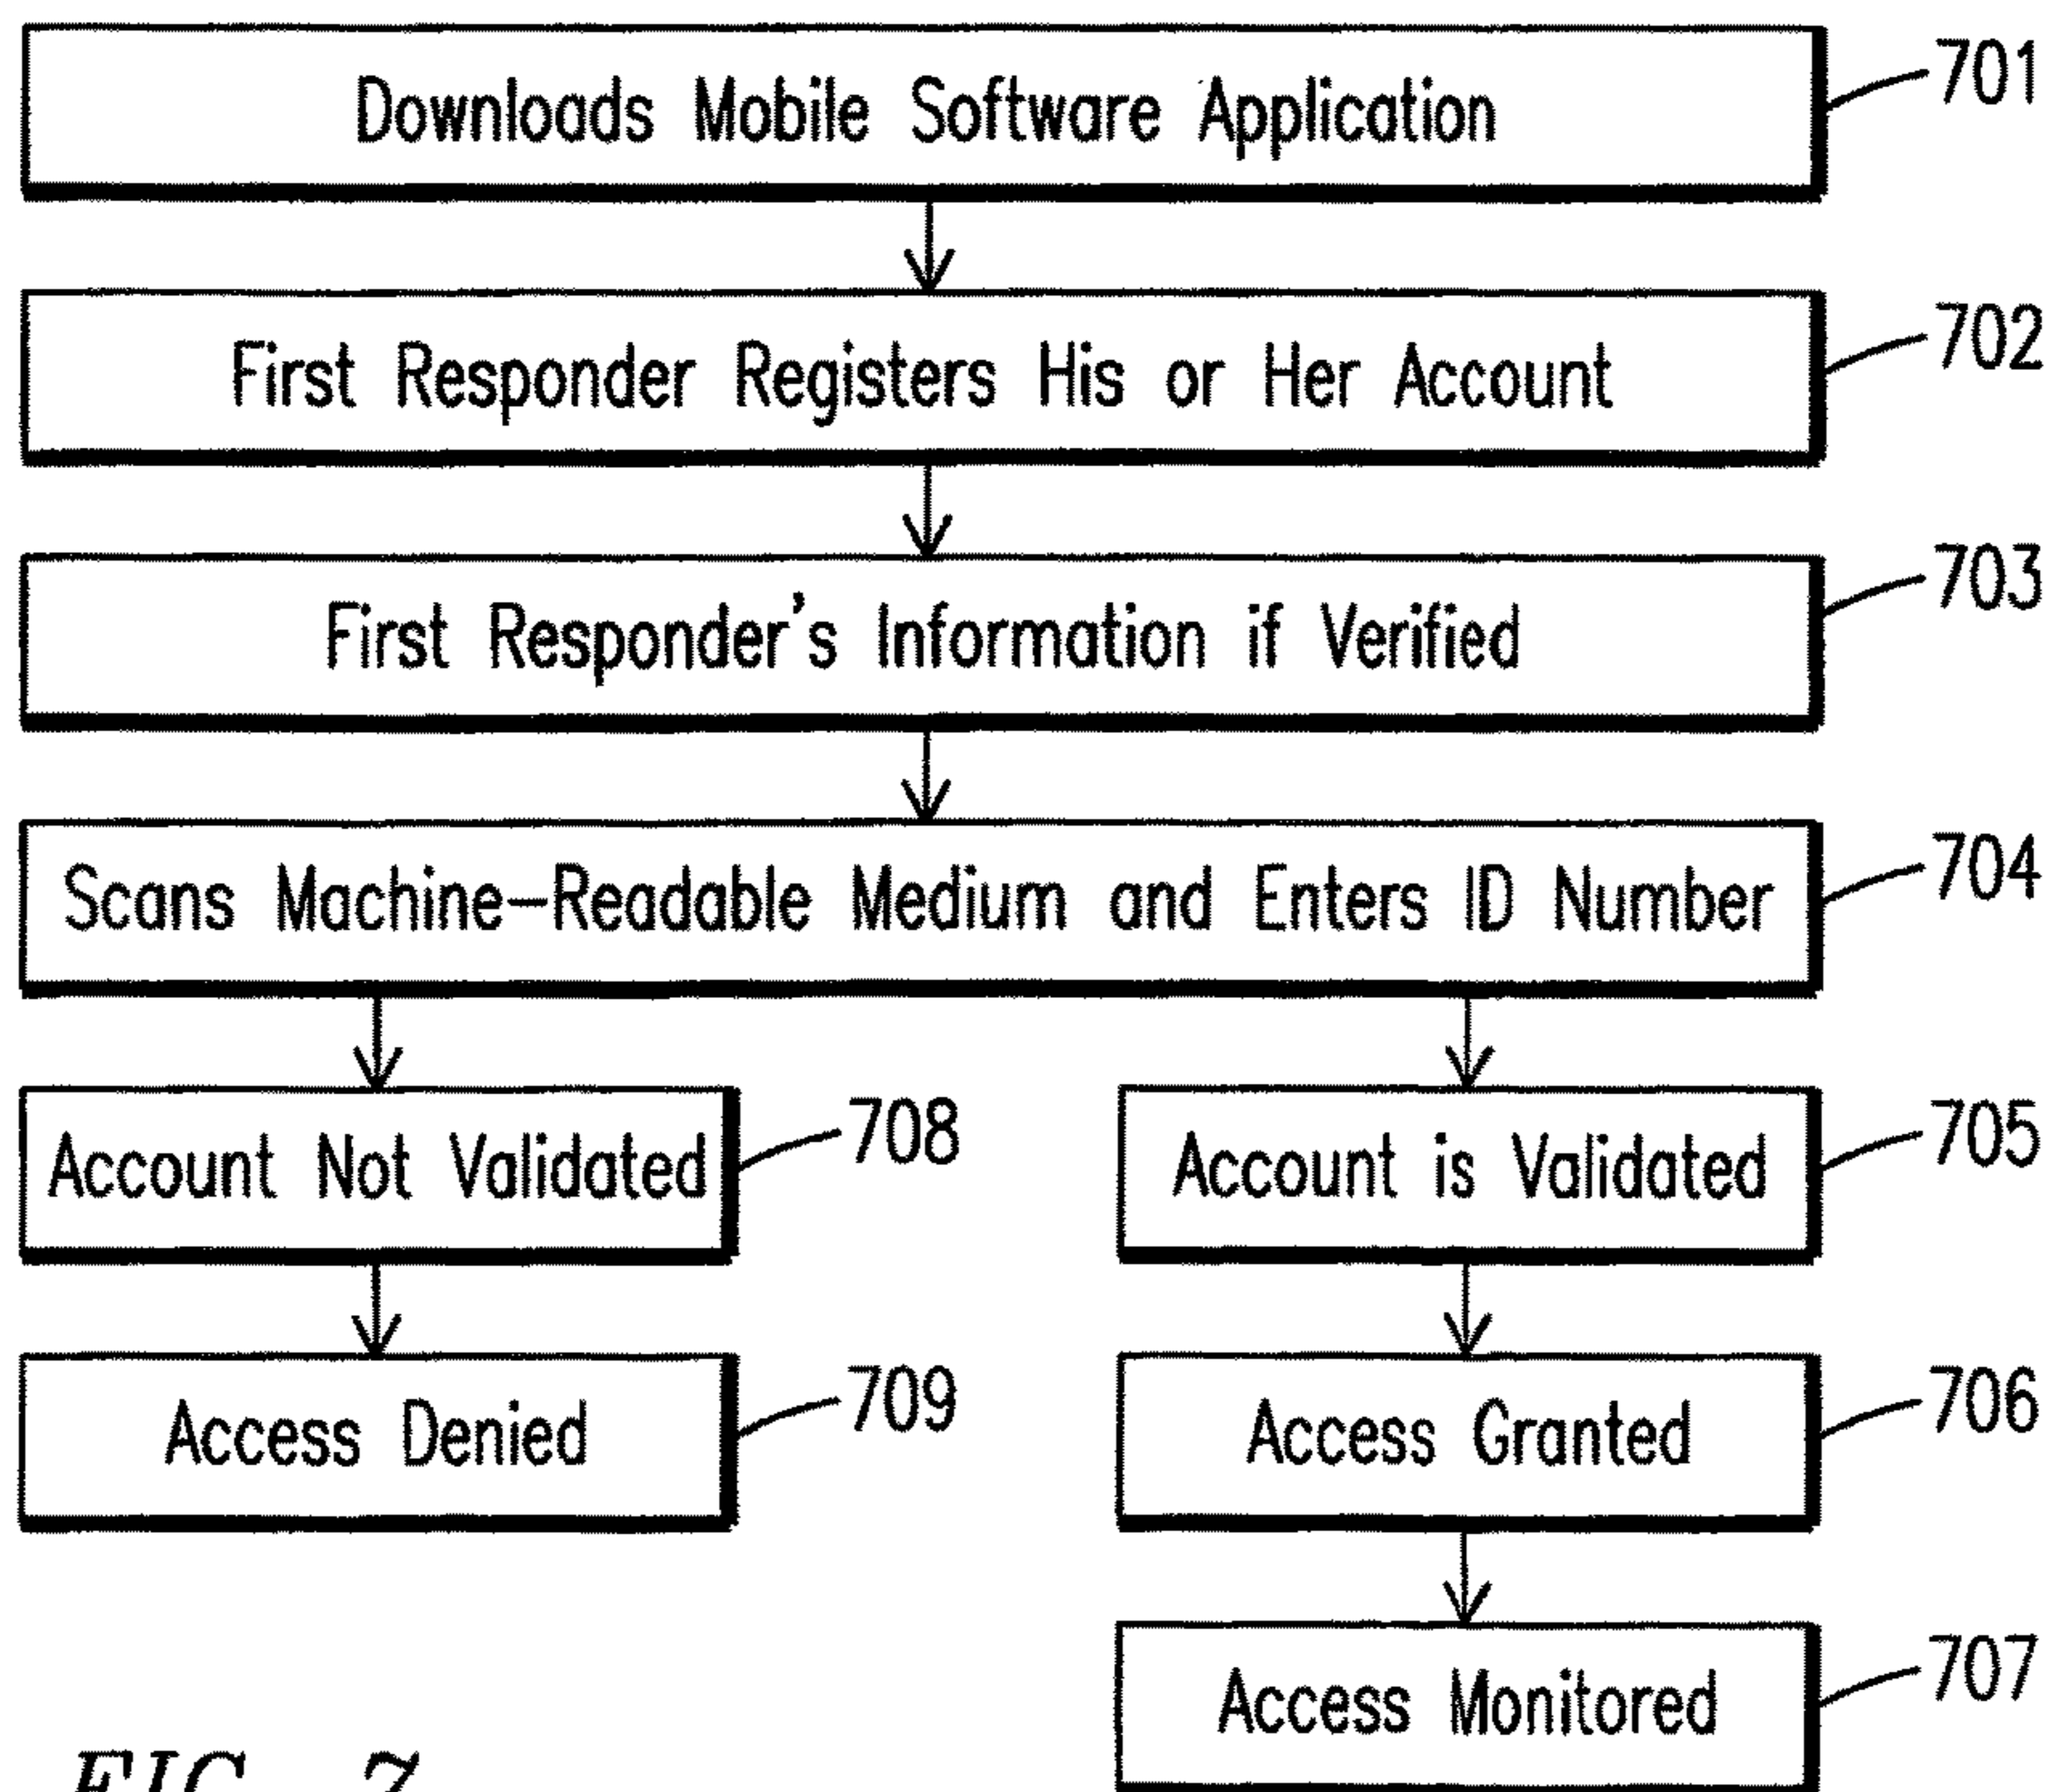 Downloads Mobile Software Application 701
First Responder Registers His or Her Account 702
First Responder's Information if Verified 703
Scans Machine-Readable Medium and Enters ID Number 704
Account Not Validated 708
Account is Validated 705
Access Denied 709
Access Granted 706
Access Monitored 707
FIG. 7